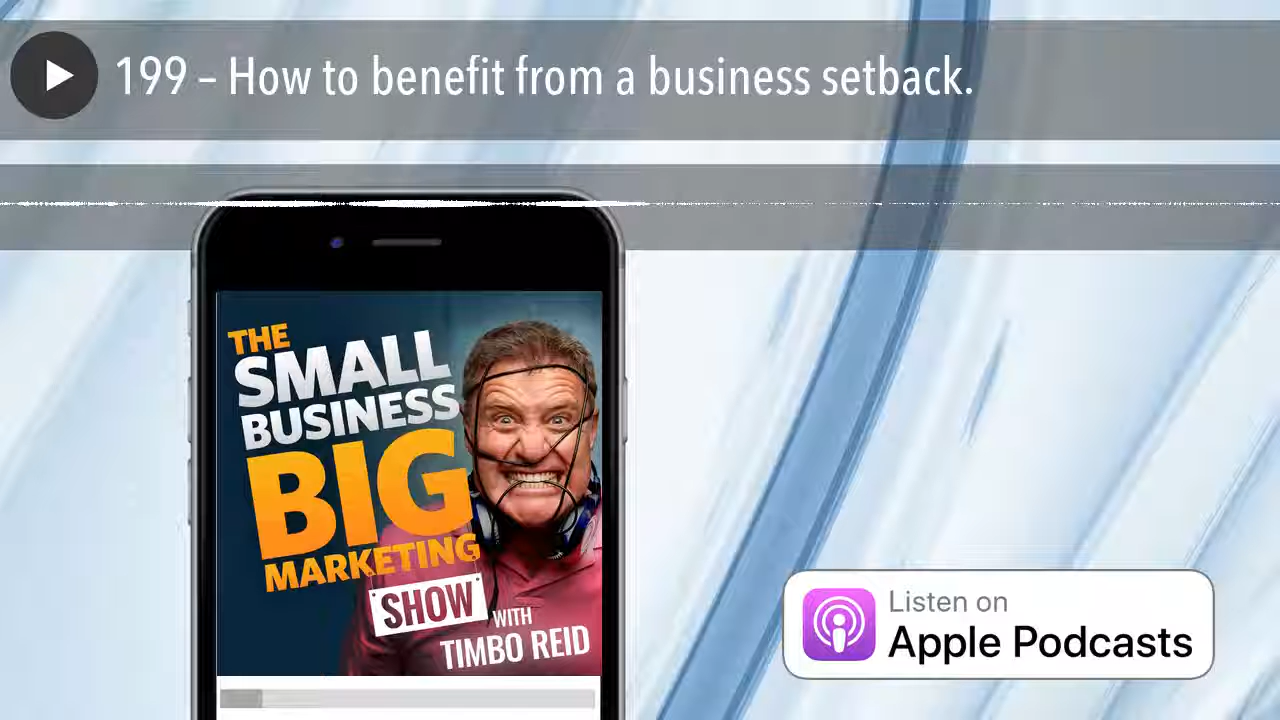 199 – How to benefit from a business setback.
THE
SMALL
BUSINESS
BIG
MARKETING
SHOW
WITH
TIMBO REID
Listen on
Apple Podcasts